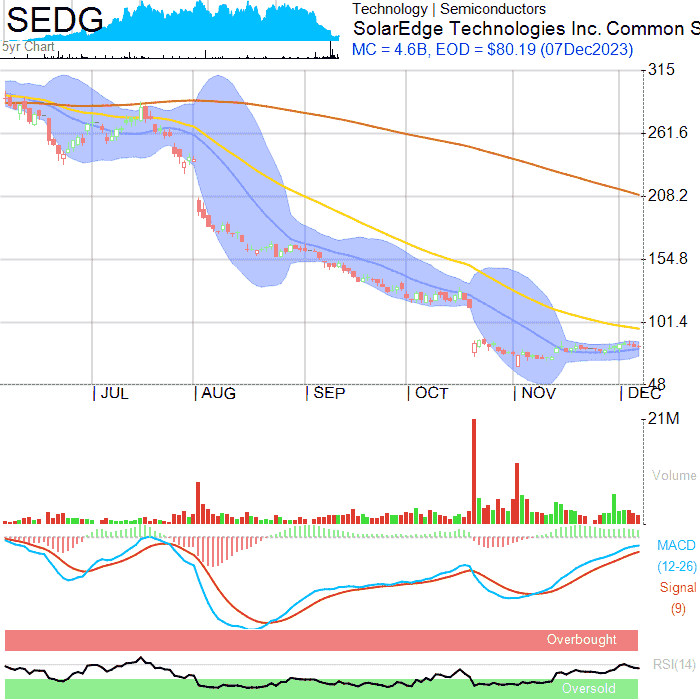 SEDG
5yr Chart
Technology | Semiconductors
SolarEdge Technologies Inc. Common S
MC = 4.6B, EOD = $80.19 (07Dec2023)
315
261.6
208.2
154.8
101.4
48
JUL AUG SEP OCT NOV DEC
21M
Volume
MACD
(12-26)
Signal
(9)
Overbought
RSI(14)
Oversold